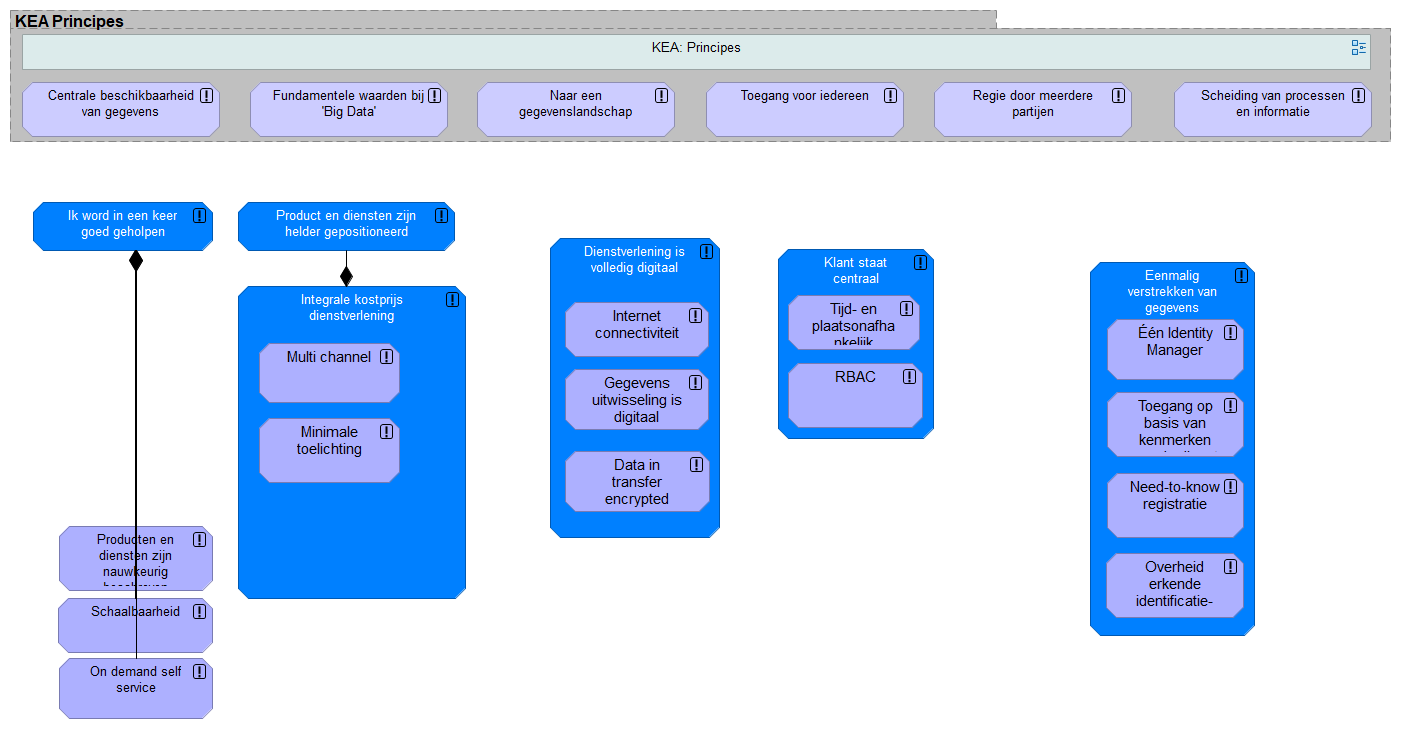 KEA Principes
KEA: Principes
Centrale beschikbaarheid
van gegevens
Fundamentele waarden bij
'Big Data'
Naar een
gegevenslandschap
Toegang voor iedereen
Regie door meerdere
partijen
Scheiding van processen
en informatie
Ik word in een keer
goed geholpen
Product en diensten zijn
helder gepositioneerd
Integrale kostprijs
dienstverlening
Multi channel
Minimale
toelichting
Producten en
diensten zijn
nauwkeurig
Schaalbaarheid
On demand self
service
Dienstverlening is
volledig digitaal
Internet
connectiviteit
Gegevens
uitwisseling is
digitaal
Data in
transfer
encrypted
Klant staat
centraal
Tijd- en
plaatsonafha
nkelijk
RBAC
Eenmalig
verstrekken van
gegevens
Één Identity
Manager
Toegang op
basis van
kenmerken
Need-to-know
registratie
Overheid
erkende
identificatie-